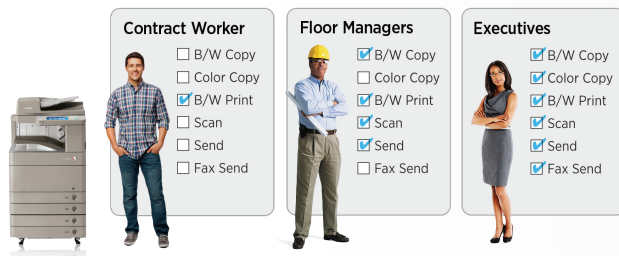 Contract Worker
B/W Copy
Color Copy
B/W Print
Scan
Send
Fax Send
Floor Managers
B/W Copy
Color Copy
B/W Print
Scan
Send
Fax Send
Executives
B/W Copy
Color Copy
B/W Print
Scan
Send
Fax Send